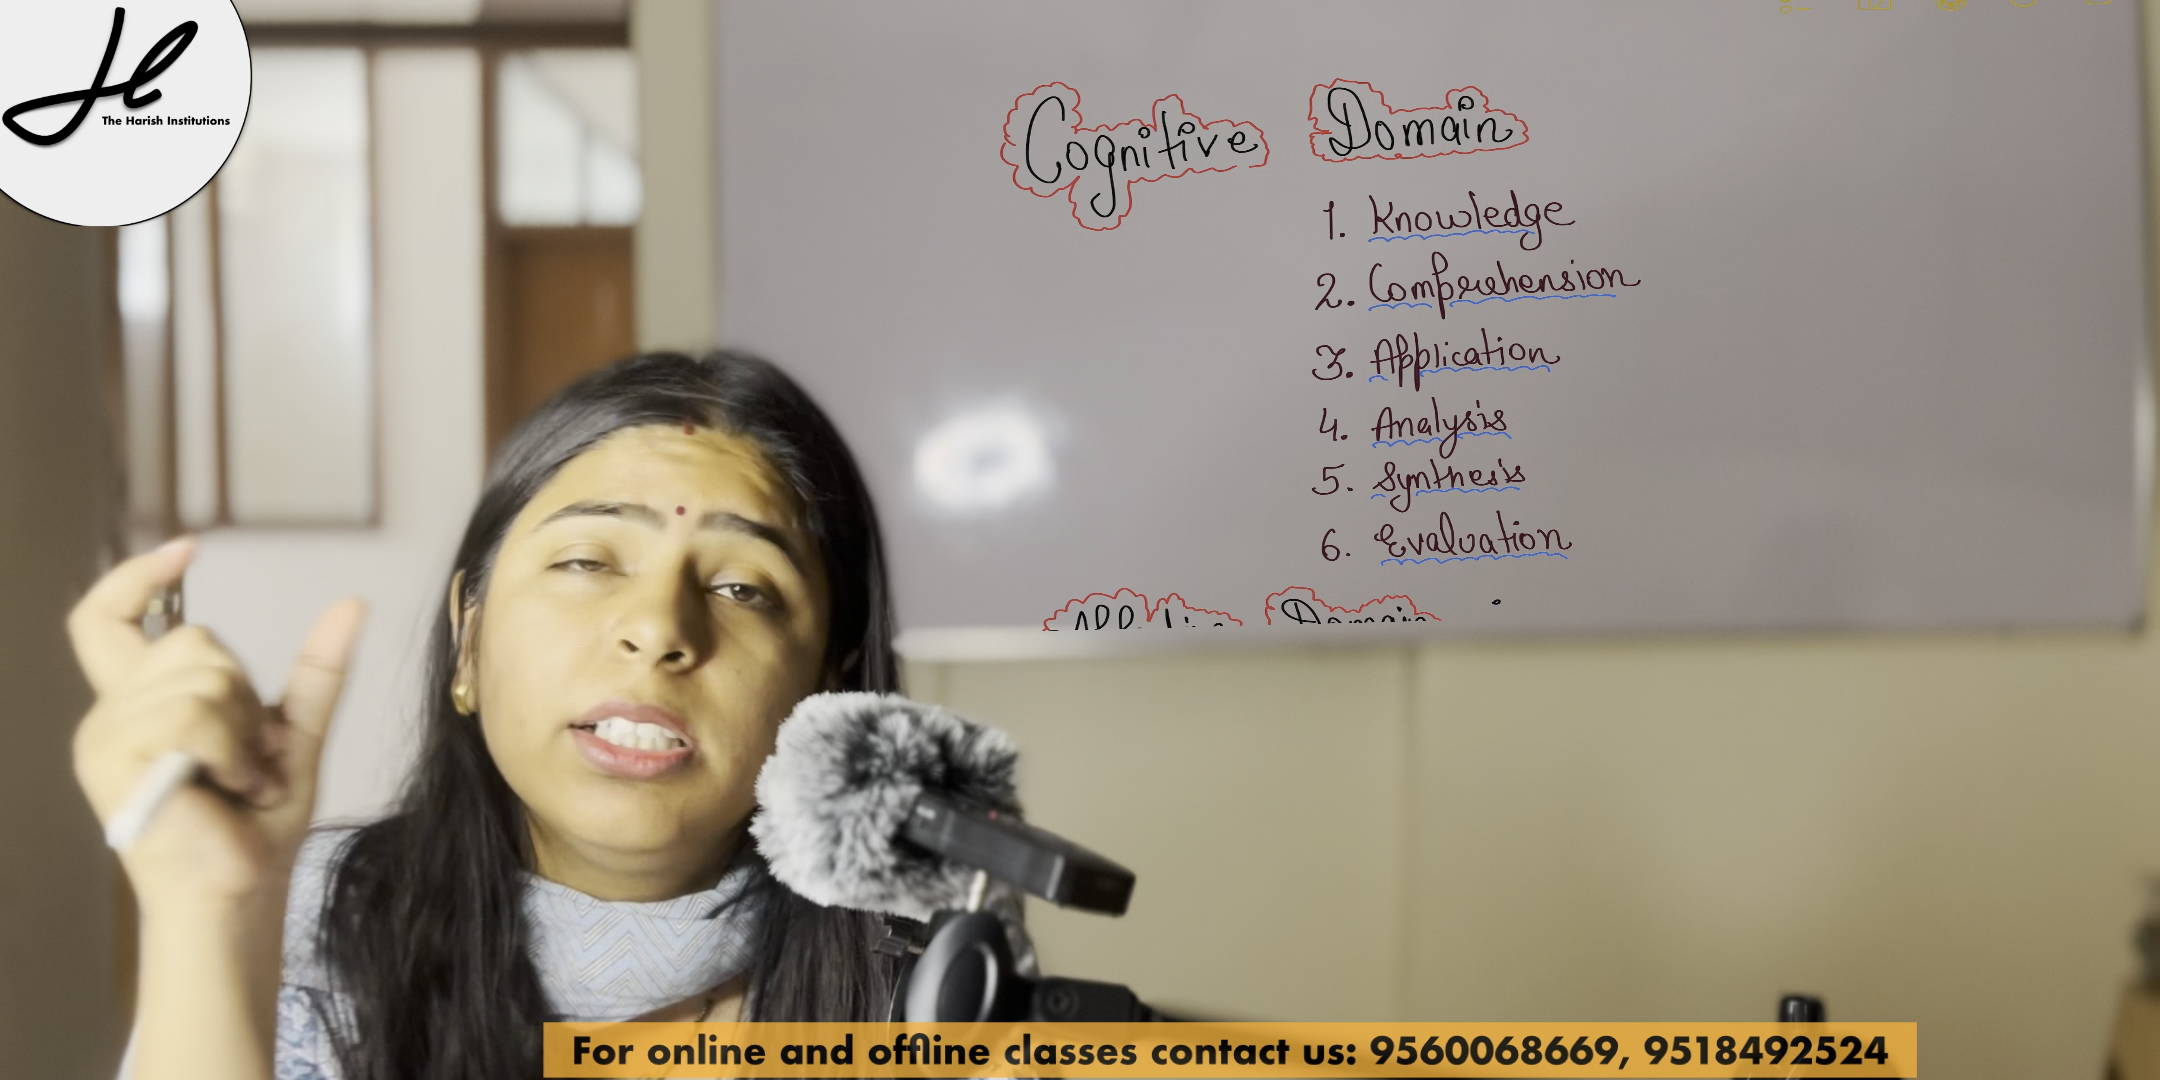 The Harish Institutions
Cognitive Domain
1. Knowledge
2. Comprehension
3. Application
4. Analysis
5. Synthesis
6. Evaluation
Domain
For online and offline classes contact us: 9560068669, 9518492524